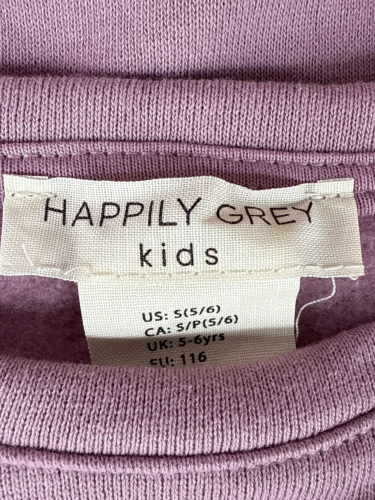 HAPPILY GREY
kids
US: S(5/6)
CA: S/P(5/6)
UK: 5-6yrs
EU: 116